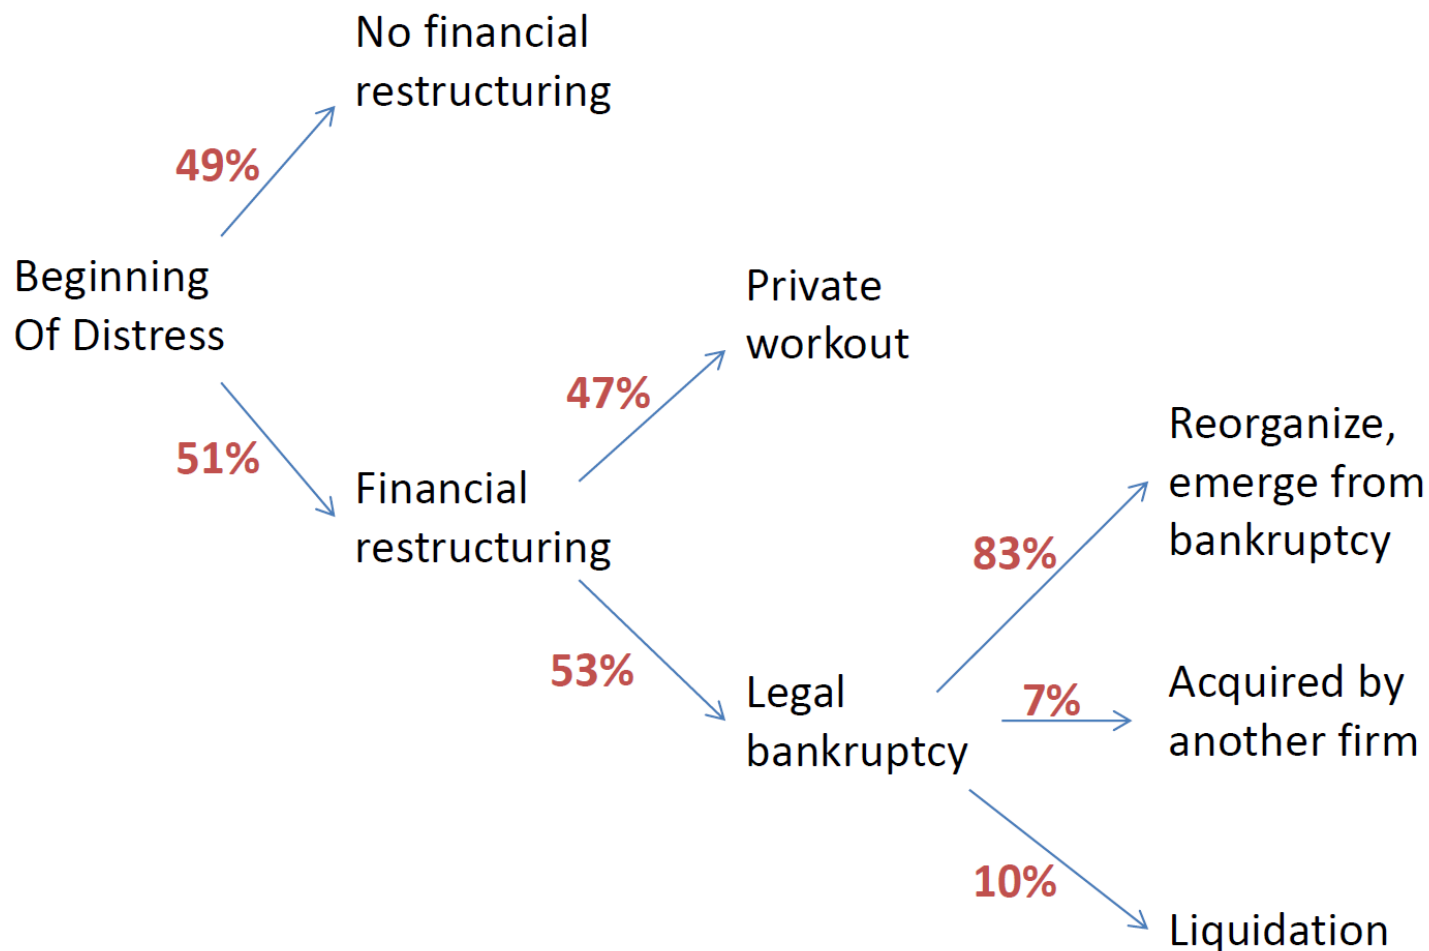 No financial
restructuring
49%
Beginning
Of Distress
51%
Private
workout
47%
Financial
restructuring
53%
Reorganize,
emerge from
bankruptcy
83%
Legal
bankruptcy
7%
Acquired by
another firm
10%
Liquidation